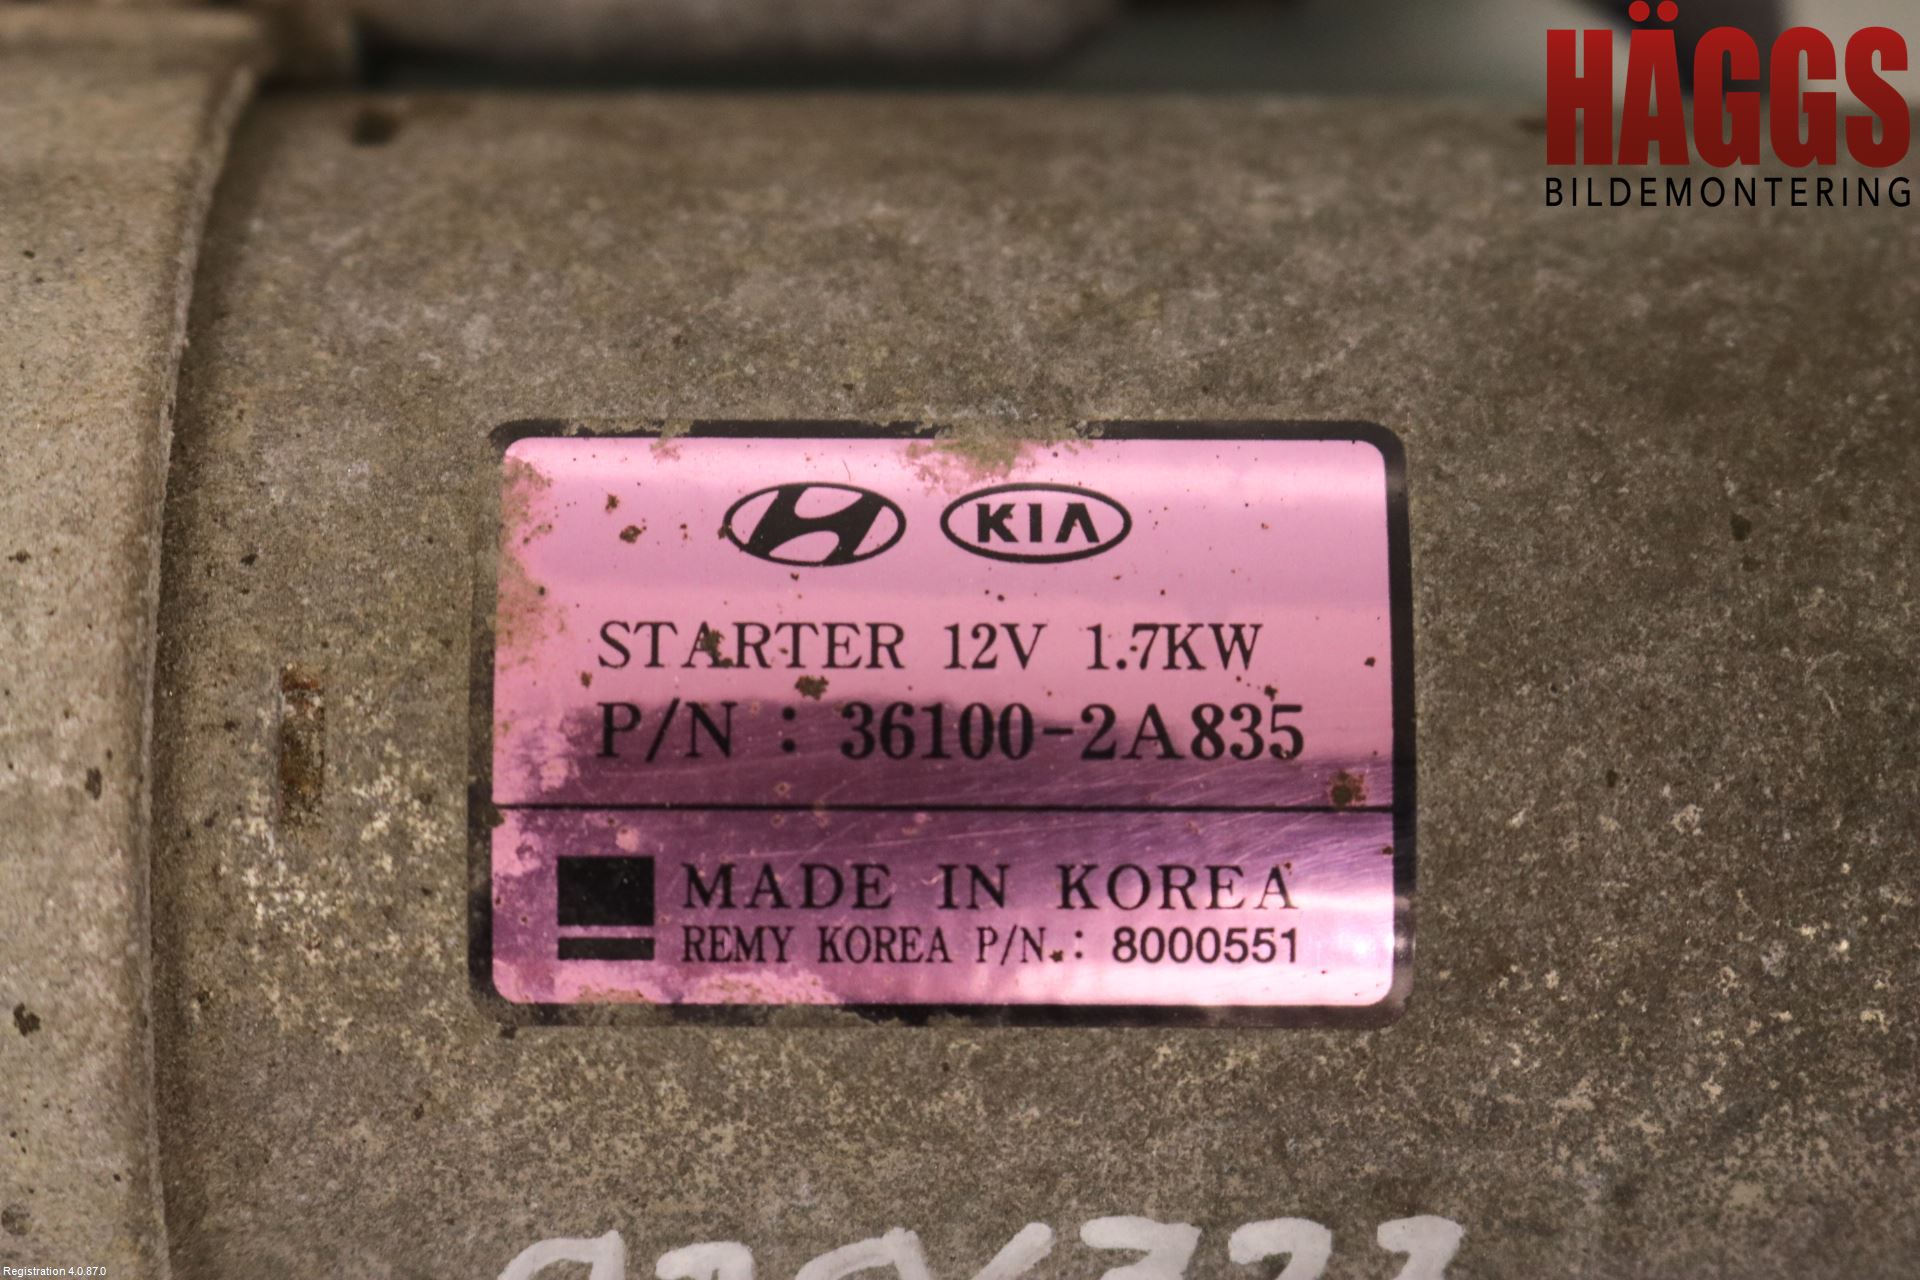 HÄGGS
BILDEMONTERING
KIA
STARTER 12V 1.7KW
P/N : 36100-2A835
MADE IN KOREA
REMY KOREA P/N. : 8000551
Registration 4.0.87.0